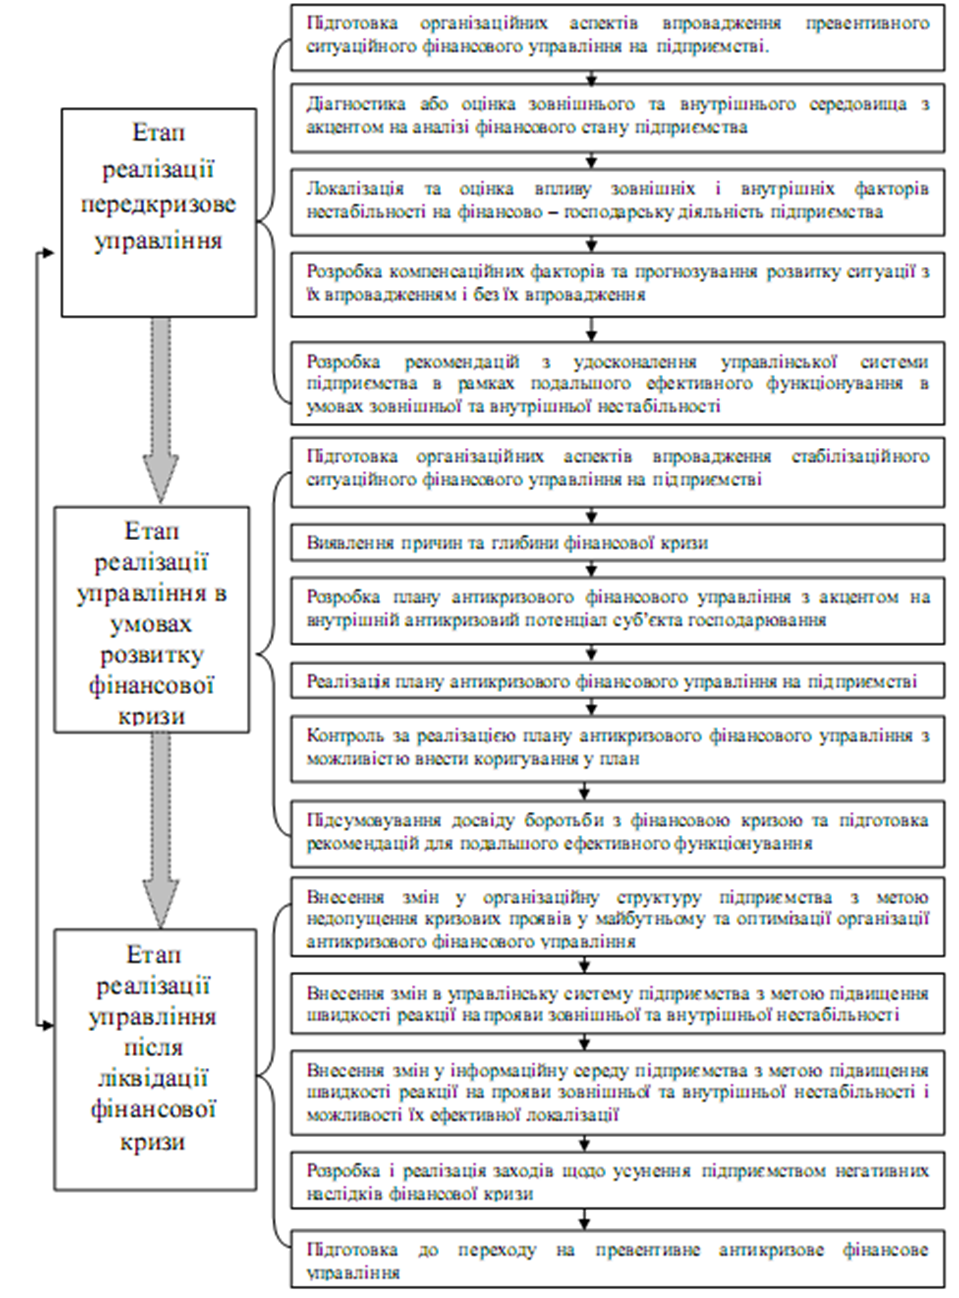 Етап
реалізації
передкризове
управління
Підготовка організаційних аспектів впровадження превентивного
ситуаційного фінансового управління на підприємстві.
Діагностика або оцінка зовнішнього та внутрішнього середовища з
акцентом на аналізі фінансового стану підприємства
Локалізація та оцінка впливу зовнішніх і внутрішніх факторів
нестабільності на фінансово – господарську діяльність підприємства
Розробка компенсаційних факторів та прогнозування розвитку ситуації з
їх впровадженням і без їх впровадження
Розробка рекомендацій з удосконалення управлінської системи
підприємства в рамках подальшого ефективного функціонування в
умовах зовнішньої та внутрішньої нестабільності
Етап
реалізації
управління в
умовах
розвитку
фінансової
кризи
Підготовка організаційних аспектів впровадження стабілізаційного
ситуаційного фінансового управління на підприємстві
Виявлення причин та глибини фінансової кризи
Розробка плану антикризового фінансового управління з акцентом на
внутрішній антикризовий потенціал суб’єкта господарювання
Реалізація плану антикризового фінансового управління на підприємстві
Контроль за реалізацією плану антикризового фінансового управління з
можливістю внести коригування у план
Підсумовування досвіду боротьби з фінансовою кризою та підготовка
рекомендацій для подальшого ефективного функціонування
Етап
реалізації
управління
після
ліквідації
фінансової
кризи
Внесення змін у організаційну структуру підприємства з метою
недопущення кризових проявів у майбутньому та оптимізації організації
антикризового фінансового управління
Внесення змін в управлінську систему підприємства з метою підвищення
швидкості реакції на прояви зовнішньої та внутрішньої нестабільності
Внесення змін у інформаційну середу підприємства з метою підвищення
швидкості реакції на прояви зовнішньої та внутрішньої нестабільності і
можливості їх ефективної локалізації
Розробка і реалізація заходів щодо усунення підприємством негативних
наслідків фінансової кризи
Підготовка до переходу на превентивне антикризове фінансове
управління